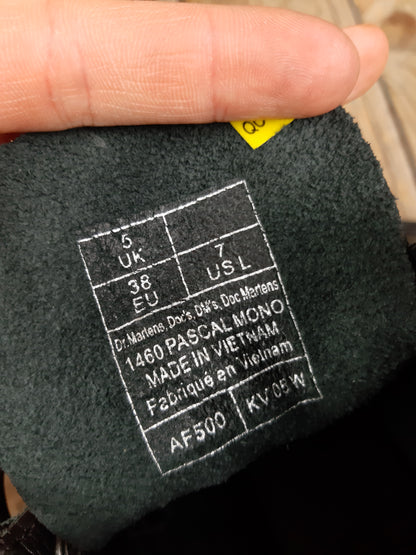 QC
5
UK
38
EU
7
US L
Dr. Martens, Doc's, DM's, Doc Martens
1460 PASCAL MONO
MADE IN VIETNAM
Fabriqué en Vietnam
AF500
KV 05 W